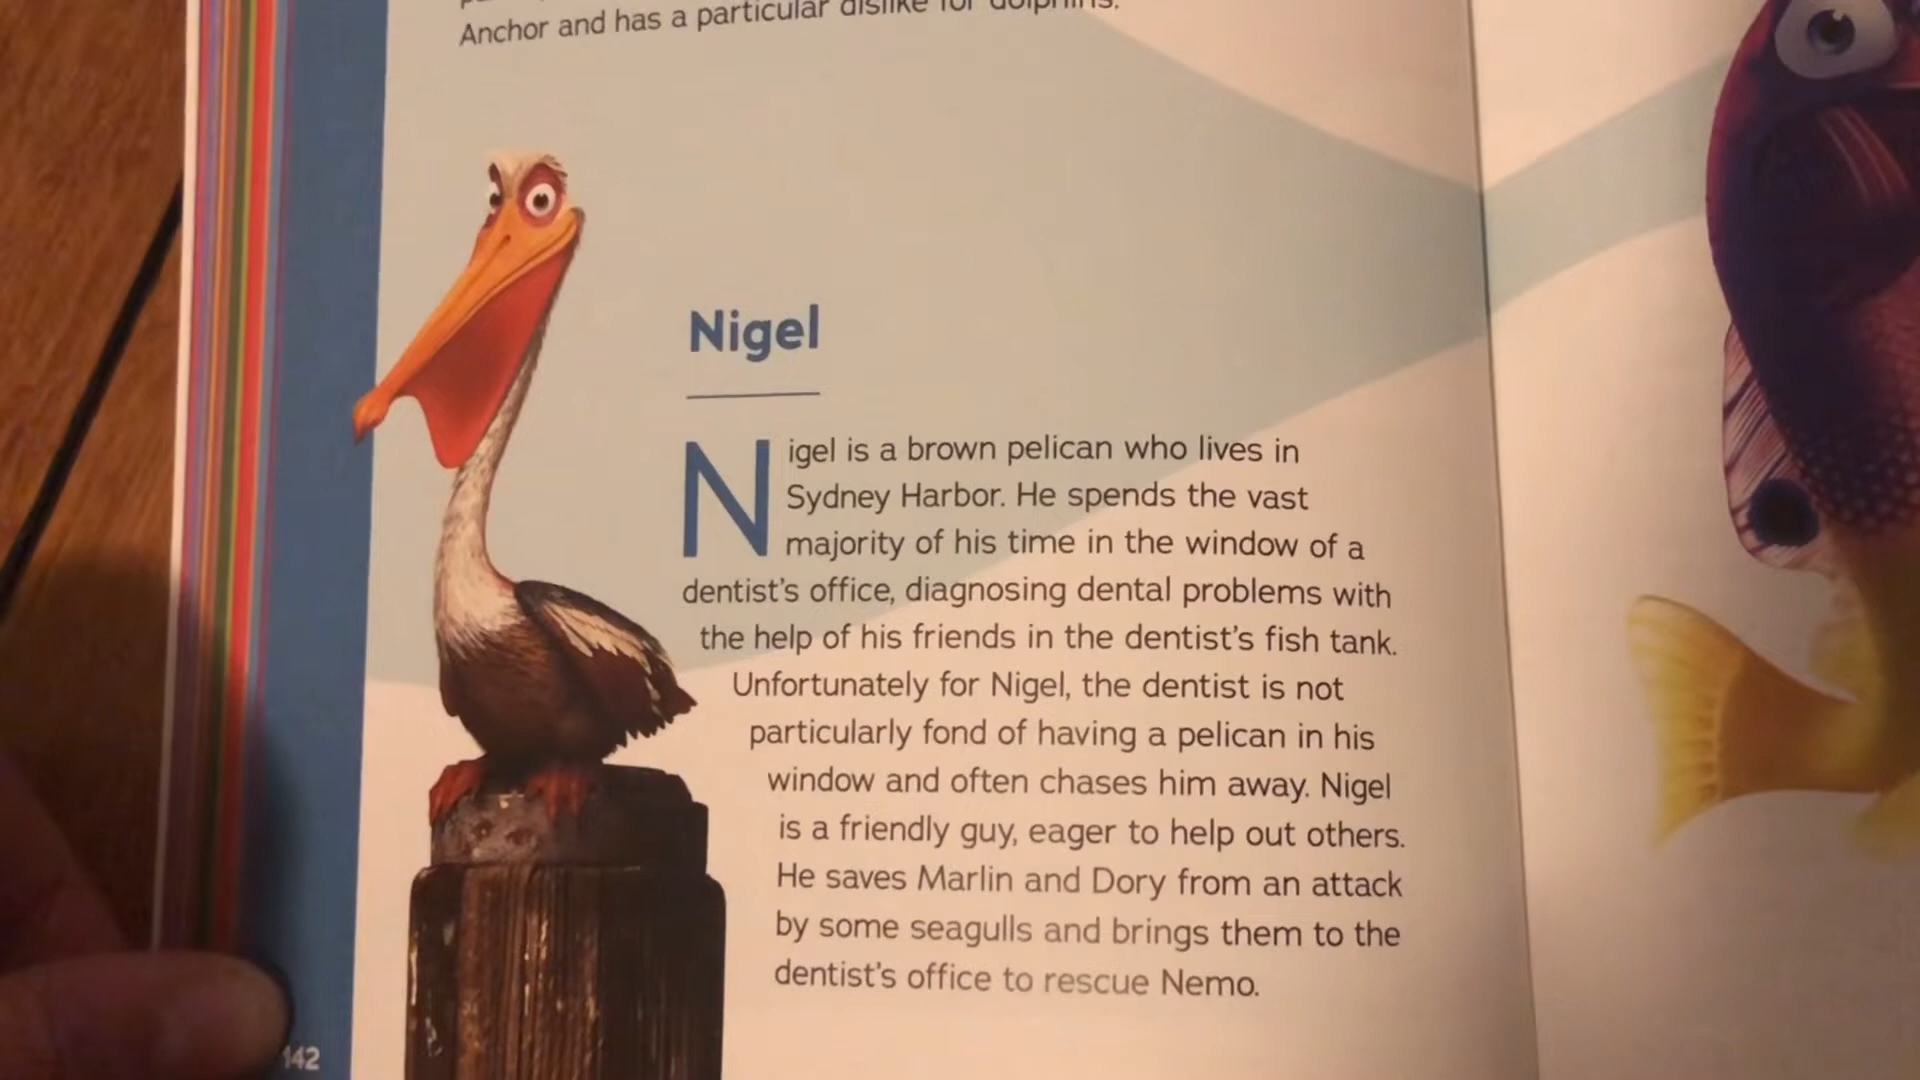 Anchor and has a particular dislike for dolphins.
Nigel
Nigel is a brown pelican who lives in
Sydney Harbor. He spends the vast
majority of his time in the window of a
dentist's office, diagnosing dental problems with
the help of his friends in the dentist's fish tank.
Unfortunately for Nigel, the dentist is not
particularly fond of having a pelican in his
window and often chases him away. Nigel
is a friendly guy, eager to help out others.
He saves Marlin and Dory from an attack
by some seagulls and brings them to the
dentist's office to rescue Nemo.
142